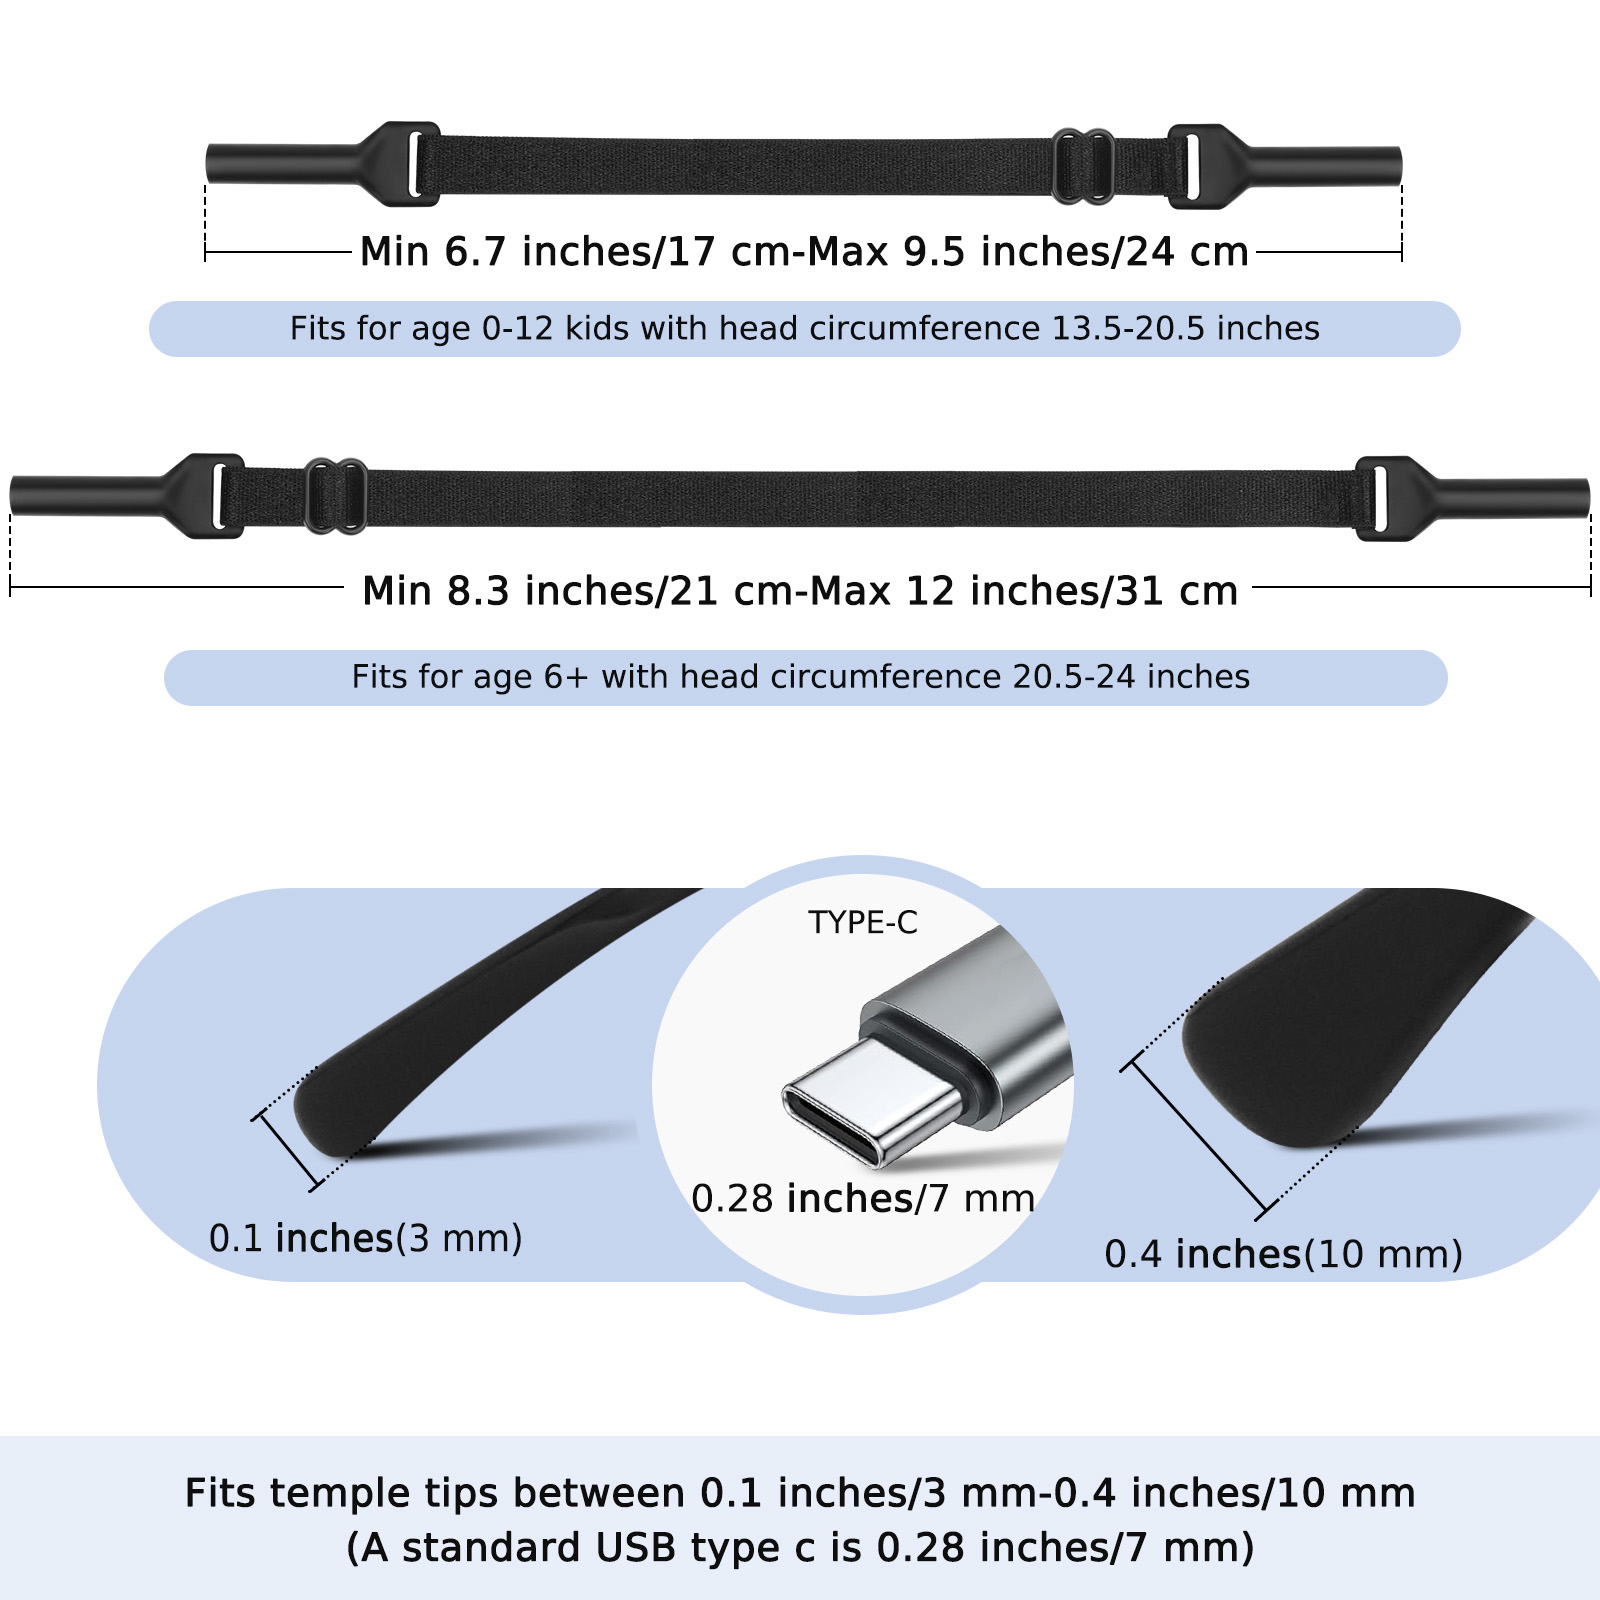 Min 6.7 inches/17 cm-Max 9.5 inches/24 cm
Fits for age 0-12 kids with head circumference 13.5-20.5 inches
Min 8.3 inches/21 cm-Max 12 inches/31 cm
Fits for age 6+ with head circumference 20.5-24 inches
TYPE-C
0.28 inches/7 mm
0.1 inches(3 mm)
0.4 inches(10 mm)
Fits temple tips between 0.1 inches/3 mm-0.4 inches/10 mm
(A standard USB type c is 0.28 inches/7 mm)